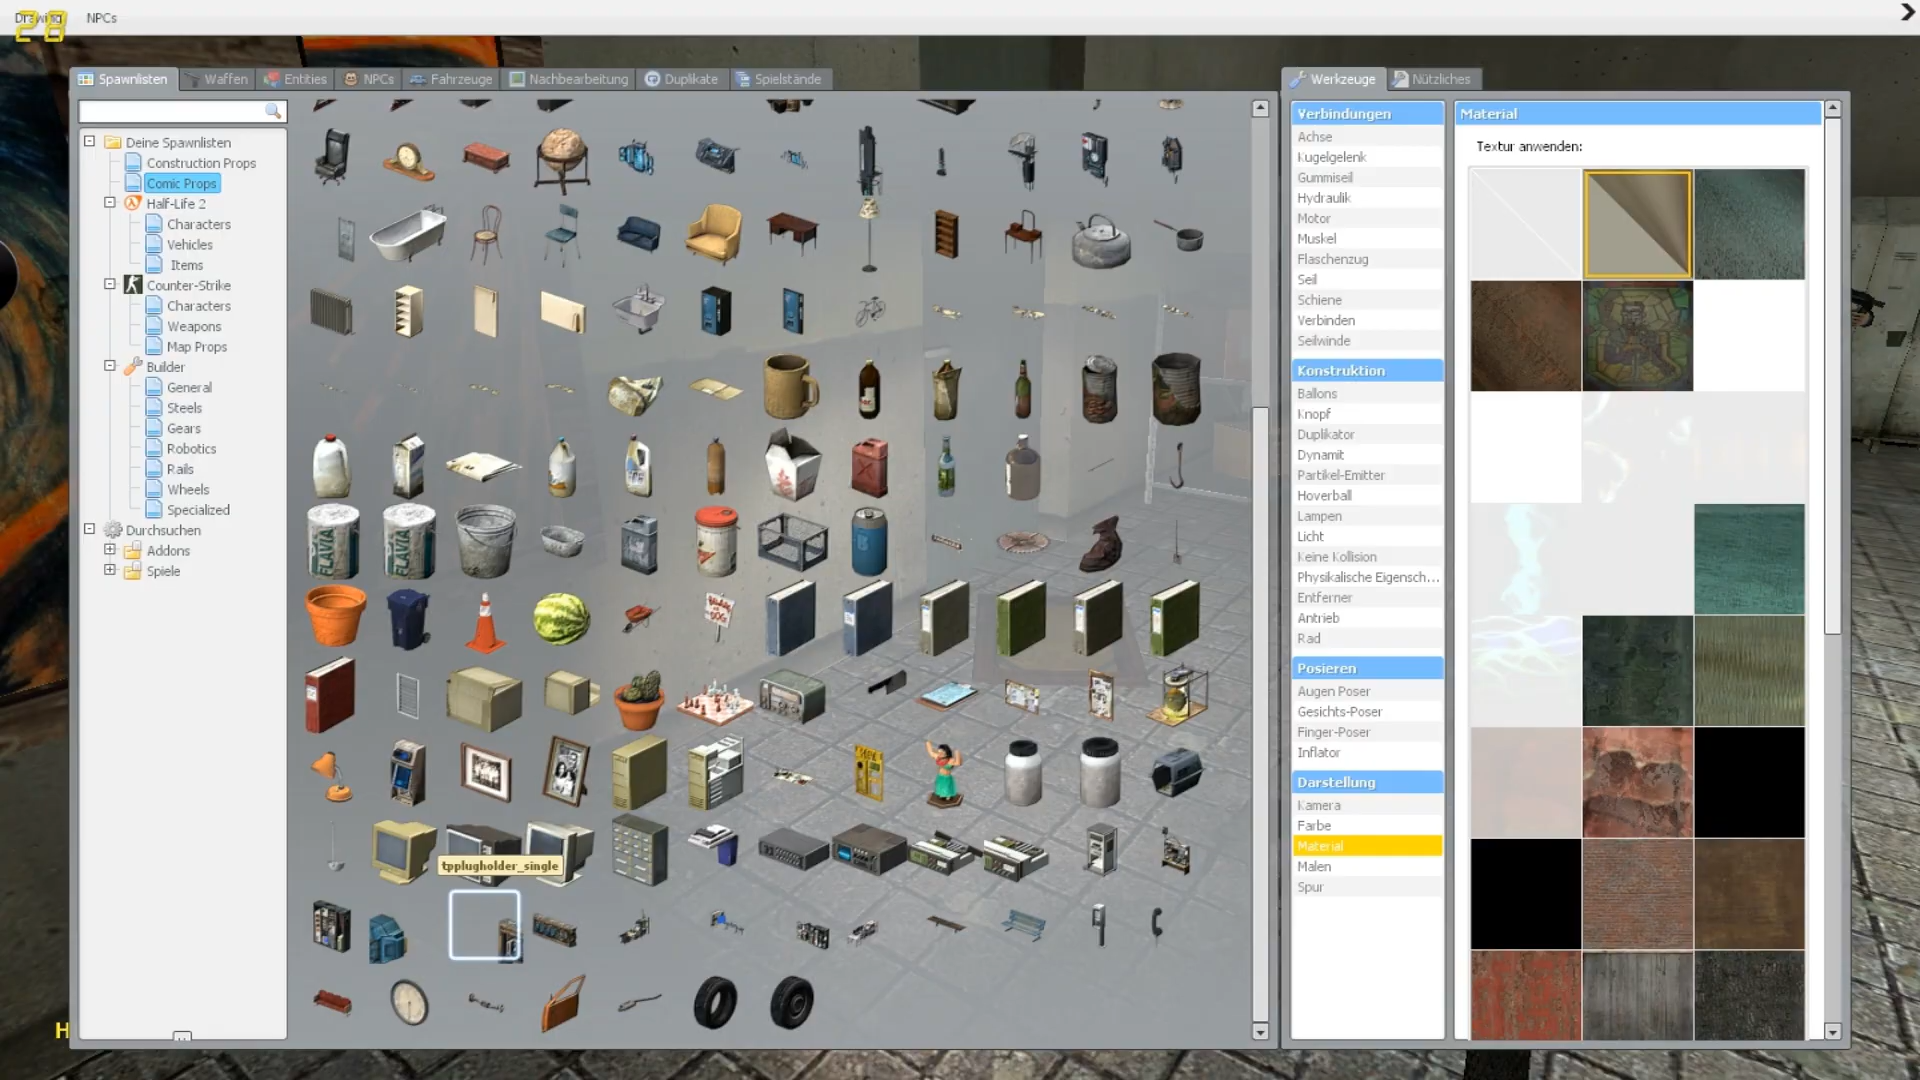 Drawing NPCs
28
Spawnlisten Waffen Entities NPCs Fahrzeuge Nachbearbeitung Duplikate Spielstände
Deine Spawnlisten
Construction Props
Comic Props
Half-Life 2
Characters
Vehicles
Items
Counter-Strike
Characters
Weapons
Map Props
Builder
General
Steels
Gears
Robotics
Rails
Wheels
Specialized
Durchsuchen
Addons
Spiele
H
FLAVIA
FLAVIA
tpplugholder_single
Werkzeuge Nützliches
Verbindungen
Achse
Kugelgelenk
Gummiseil
Hydraulik
Motor
Muskel
Flaschenzug
Seil
Schiene
Verbinden
Seilwinde
Konstruktion
Ballons
Knopf
Duplikator
Dynamit
Partikel-Emitter
Hoverball
Lampen
Licht
Keine Kollision
Physikalische Eigensch...
Entferner
Antrieb
Rad
Posieren
Augen Poser
Gesichts-Poser
Finger-Poser
Inflator
Darstellung
Kamera
Farbe
Material
Malen
Spur
Material
Textur anwenden: